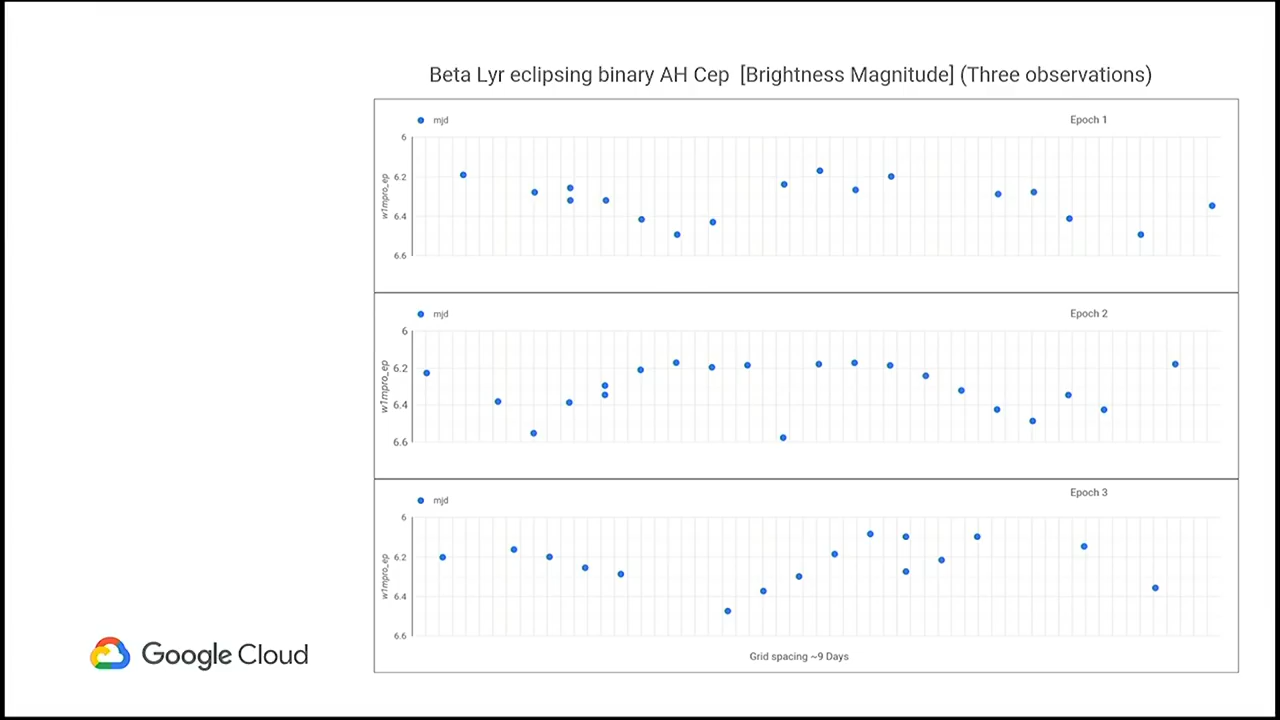 Beta Lyr eclipsing binary AH Cep [Brightness Magnitude] (Three observations)
mjd
Epoch 1
6
6.2
6.4
6.6
w1mpro_ep
mjd
Epoch 2
6
6.2
6.4
6.6
w1mpro_ep
mjd
Epoch 3
6
6.2
6.4
6.6
w1mpro_ep
Grid spacing ~9 Days
Google Cloud